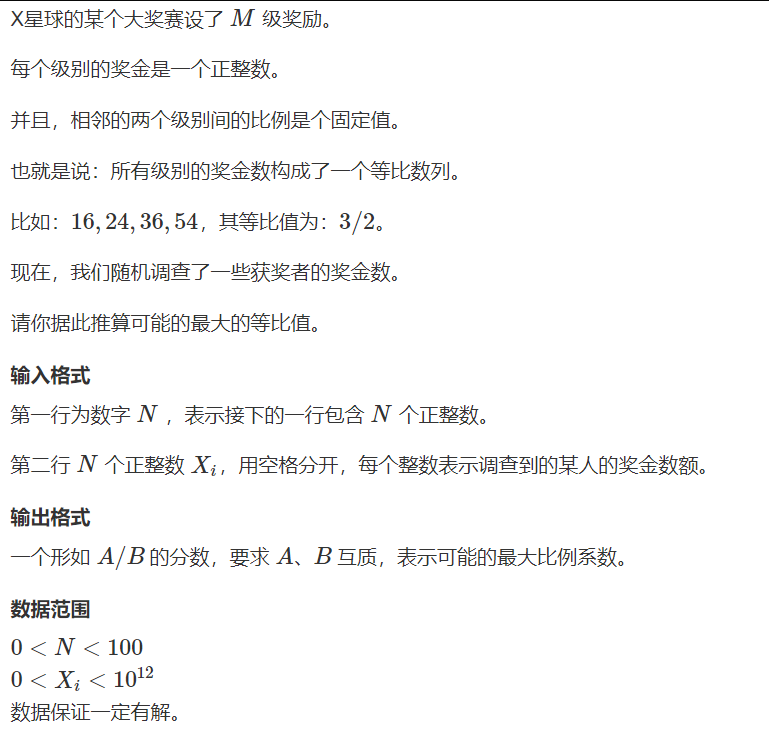 X星球的某个大奖赛设了 M 级奖励。
每个级别的奖金是一个正整数。
并且，相邻的两个级别间的比例是个固定值。
也就是说：所有级别的奖金数构成了一个等比数列。
比如：16, 24, 36, 54，其等比值为：3/2。
现在，我们随机调查了一些获奖者的奖金数。
请你据此推算可能的最大的等比值。
输入格式
第一行为数字 N ，表示接下的一行包含 N 个正整数。
第二行 N 个正整数 Xi，用空格分开，每个整数表示调查到的某人的奖金数额。
输出格式
一个形如 A/B 的分数，要求 A、B 互质，表示可能的最大比例系数。
数据范围
0 < N < 100
0 < Xi < 10^12
数据保证一定有解。